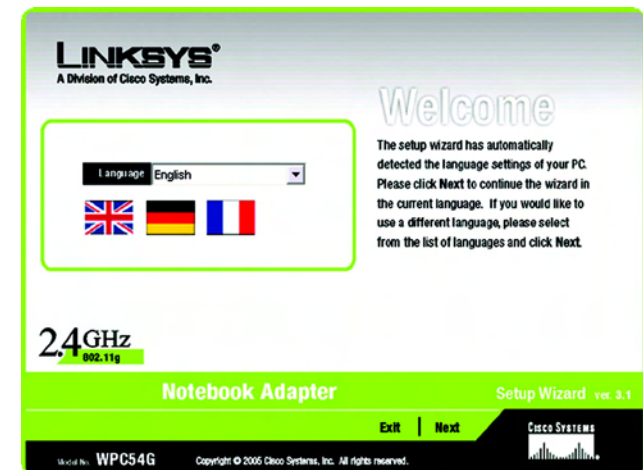 LINKSYS®
A Division of Cisco Systems, Inc.
Welcome
The setup wizard has automatically
detected the language settings of your PC.
Please click Next to continue the wizard in
the current language. If you would like to
use a different language, please select
from the list of languages and click Next.
Language English
2.4GHz
802.11g
Notebook Adapter
Setup Wizard ver. 3.1
Exit Next
CISCO SYSTEMS
Model No. WPC54G Copyright © 2005 Cisco Systems, Inc. All rights reserved.